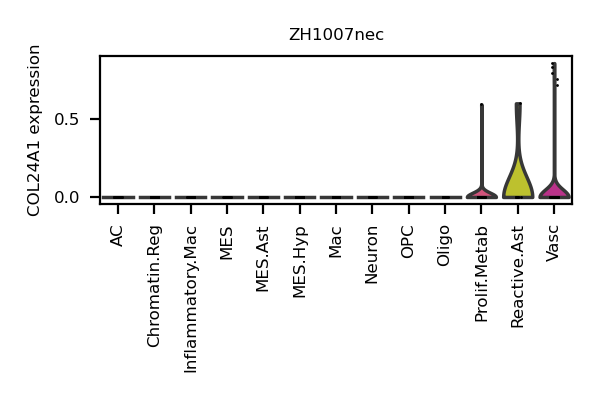 ZH1007nec
COL24A1 expression
0.5
0.0
AC
Chromatin.Reg
Inflammatory.Mac
MES
MES.Ast
MES.Hyp
Mac
Neuron
OPC
Oligo
Prolif.Metab
Reactive.Ast
Vasc